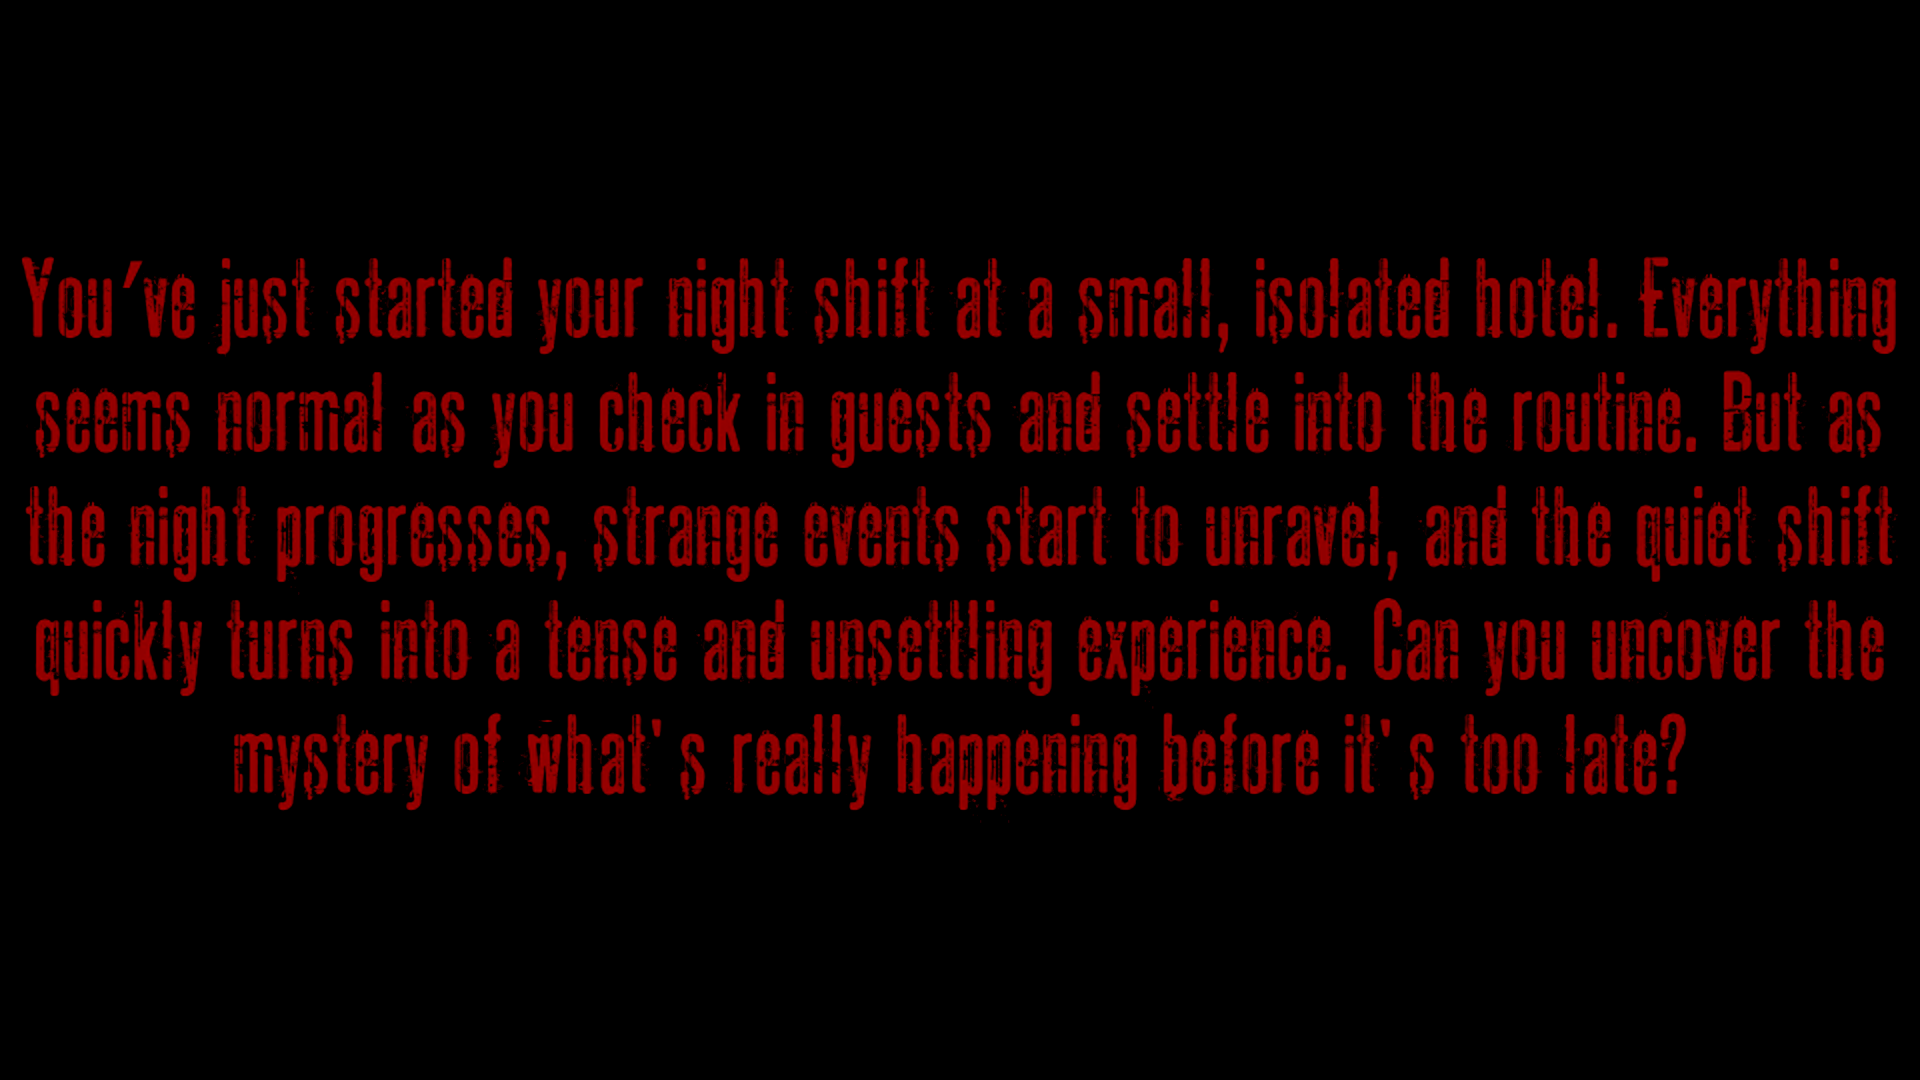 You've just started your night shift at a small, isolated hotel. Everything
seems normal as you check in guests and settle into the routine. But as
the night progresses, strange events start to unravel, and the quiet shift
quickly turns into a tense and unsettling experience. Can you uncover the
mystery of what's really happening before it's too late?